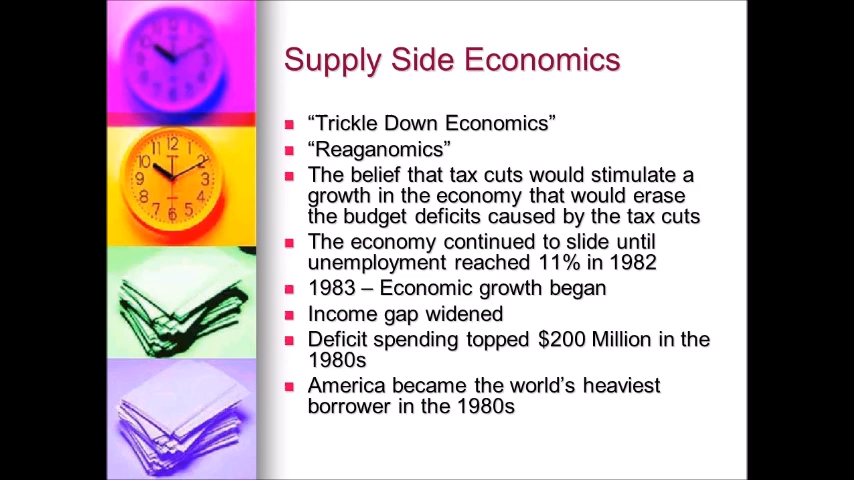 Supply Side Economics
“Trickle Down Economics”
“Reaganomics”
The belief that tax cuts would stimulate a
growth in the economy that would erase
the budget deficits caused by the tax cuts
The economy continued to slide until
unemployment reached 11% in 1982
1983 – Economic growth began
Income gap widened
Deficit spending topped $200 Million in the
1980s
America became the world’s heaviest
borrower in the 1980s